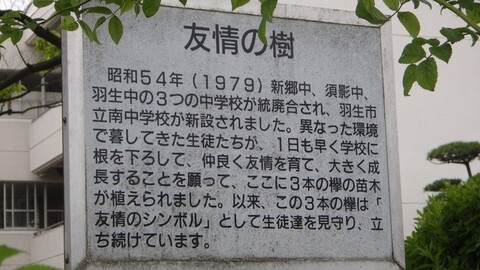 友情の樹
昭和54年（1979）新郷中、須影中、
羽生中の3つの中学校が統廃合され、羽生市
立南中学校が新設されました。異なった環境
で暮してきた生徒たちが、1日も早く学校に
根を下ろして、仲良く友情を育て、大きく成
長することを願って、ここに3本の欅の苗木
が植えられました。以来、この3本の欅は「
友情のシンボル」として生徒達を見守り、立
ち続けています。